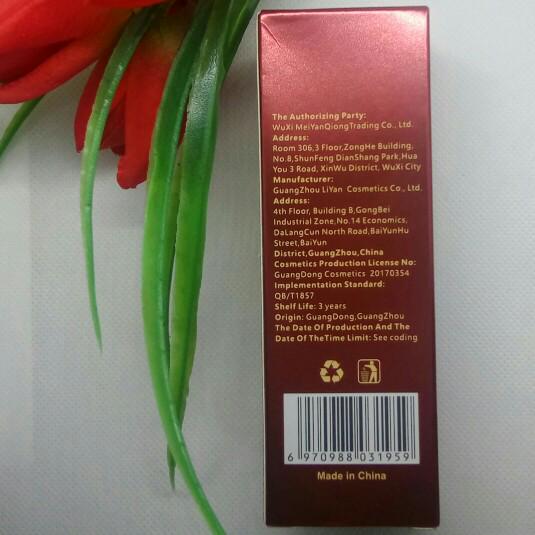 The Authorizing Party:
WuXi MeiYanQiongTrading Co., Ltd.
Address:
Room 306,3 Floor,ZongHe Building,
No.8,ShunFeng DianShang Park,Hua
You 3 Road, XinWu District, WuXi City
Manufacturer:
GuangZhou LiYan Cosmetics Co., Ltd.
Address:
4th Floor, Building B,GongBei
Industrial Zone,No.14 Economics,
DaLangCun North Road,BaiYunHu
Street,BaiYun
District,GuangZhou,China
Cosmetics Production License No:
GuangDong Cosmetics 20170354
Implementation Standard:
QB/T1857
Shelf Life: 3 years
Origin: GuangDong,GuangZhou
The Date Of Production And The
Date Of TheTime Limit: See coding
6 970988 031959
Made in China